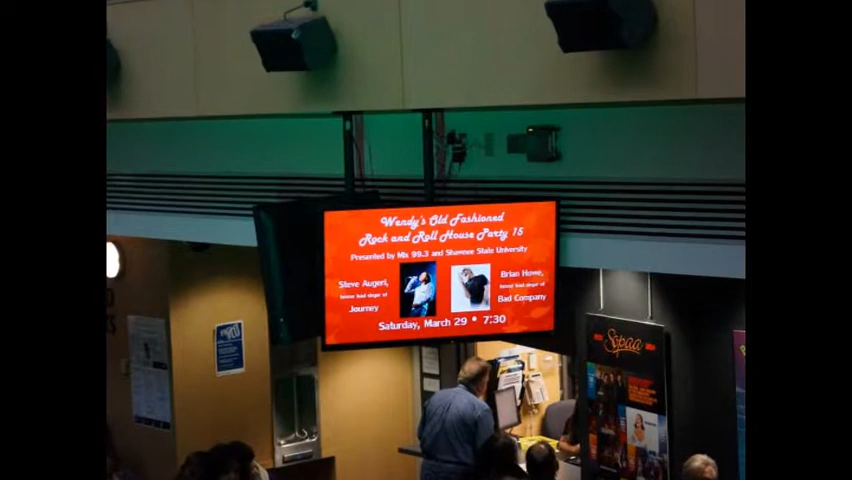 Wendy's Old Fashioned
Rock and Roll House Party 15
Presented by Mix 99.3 and Shawnee State University
Steve Augeri,
former lead singer of
Journey
Brian Howe,
former lead singer of
Bad Company
Saturday, March 29 • 7:30
Sopaa